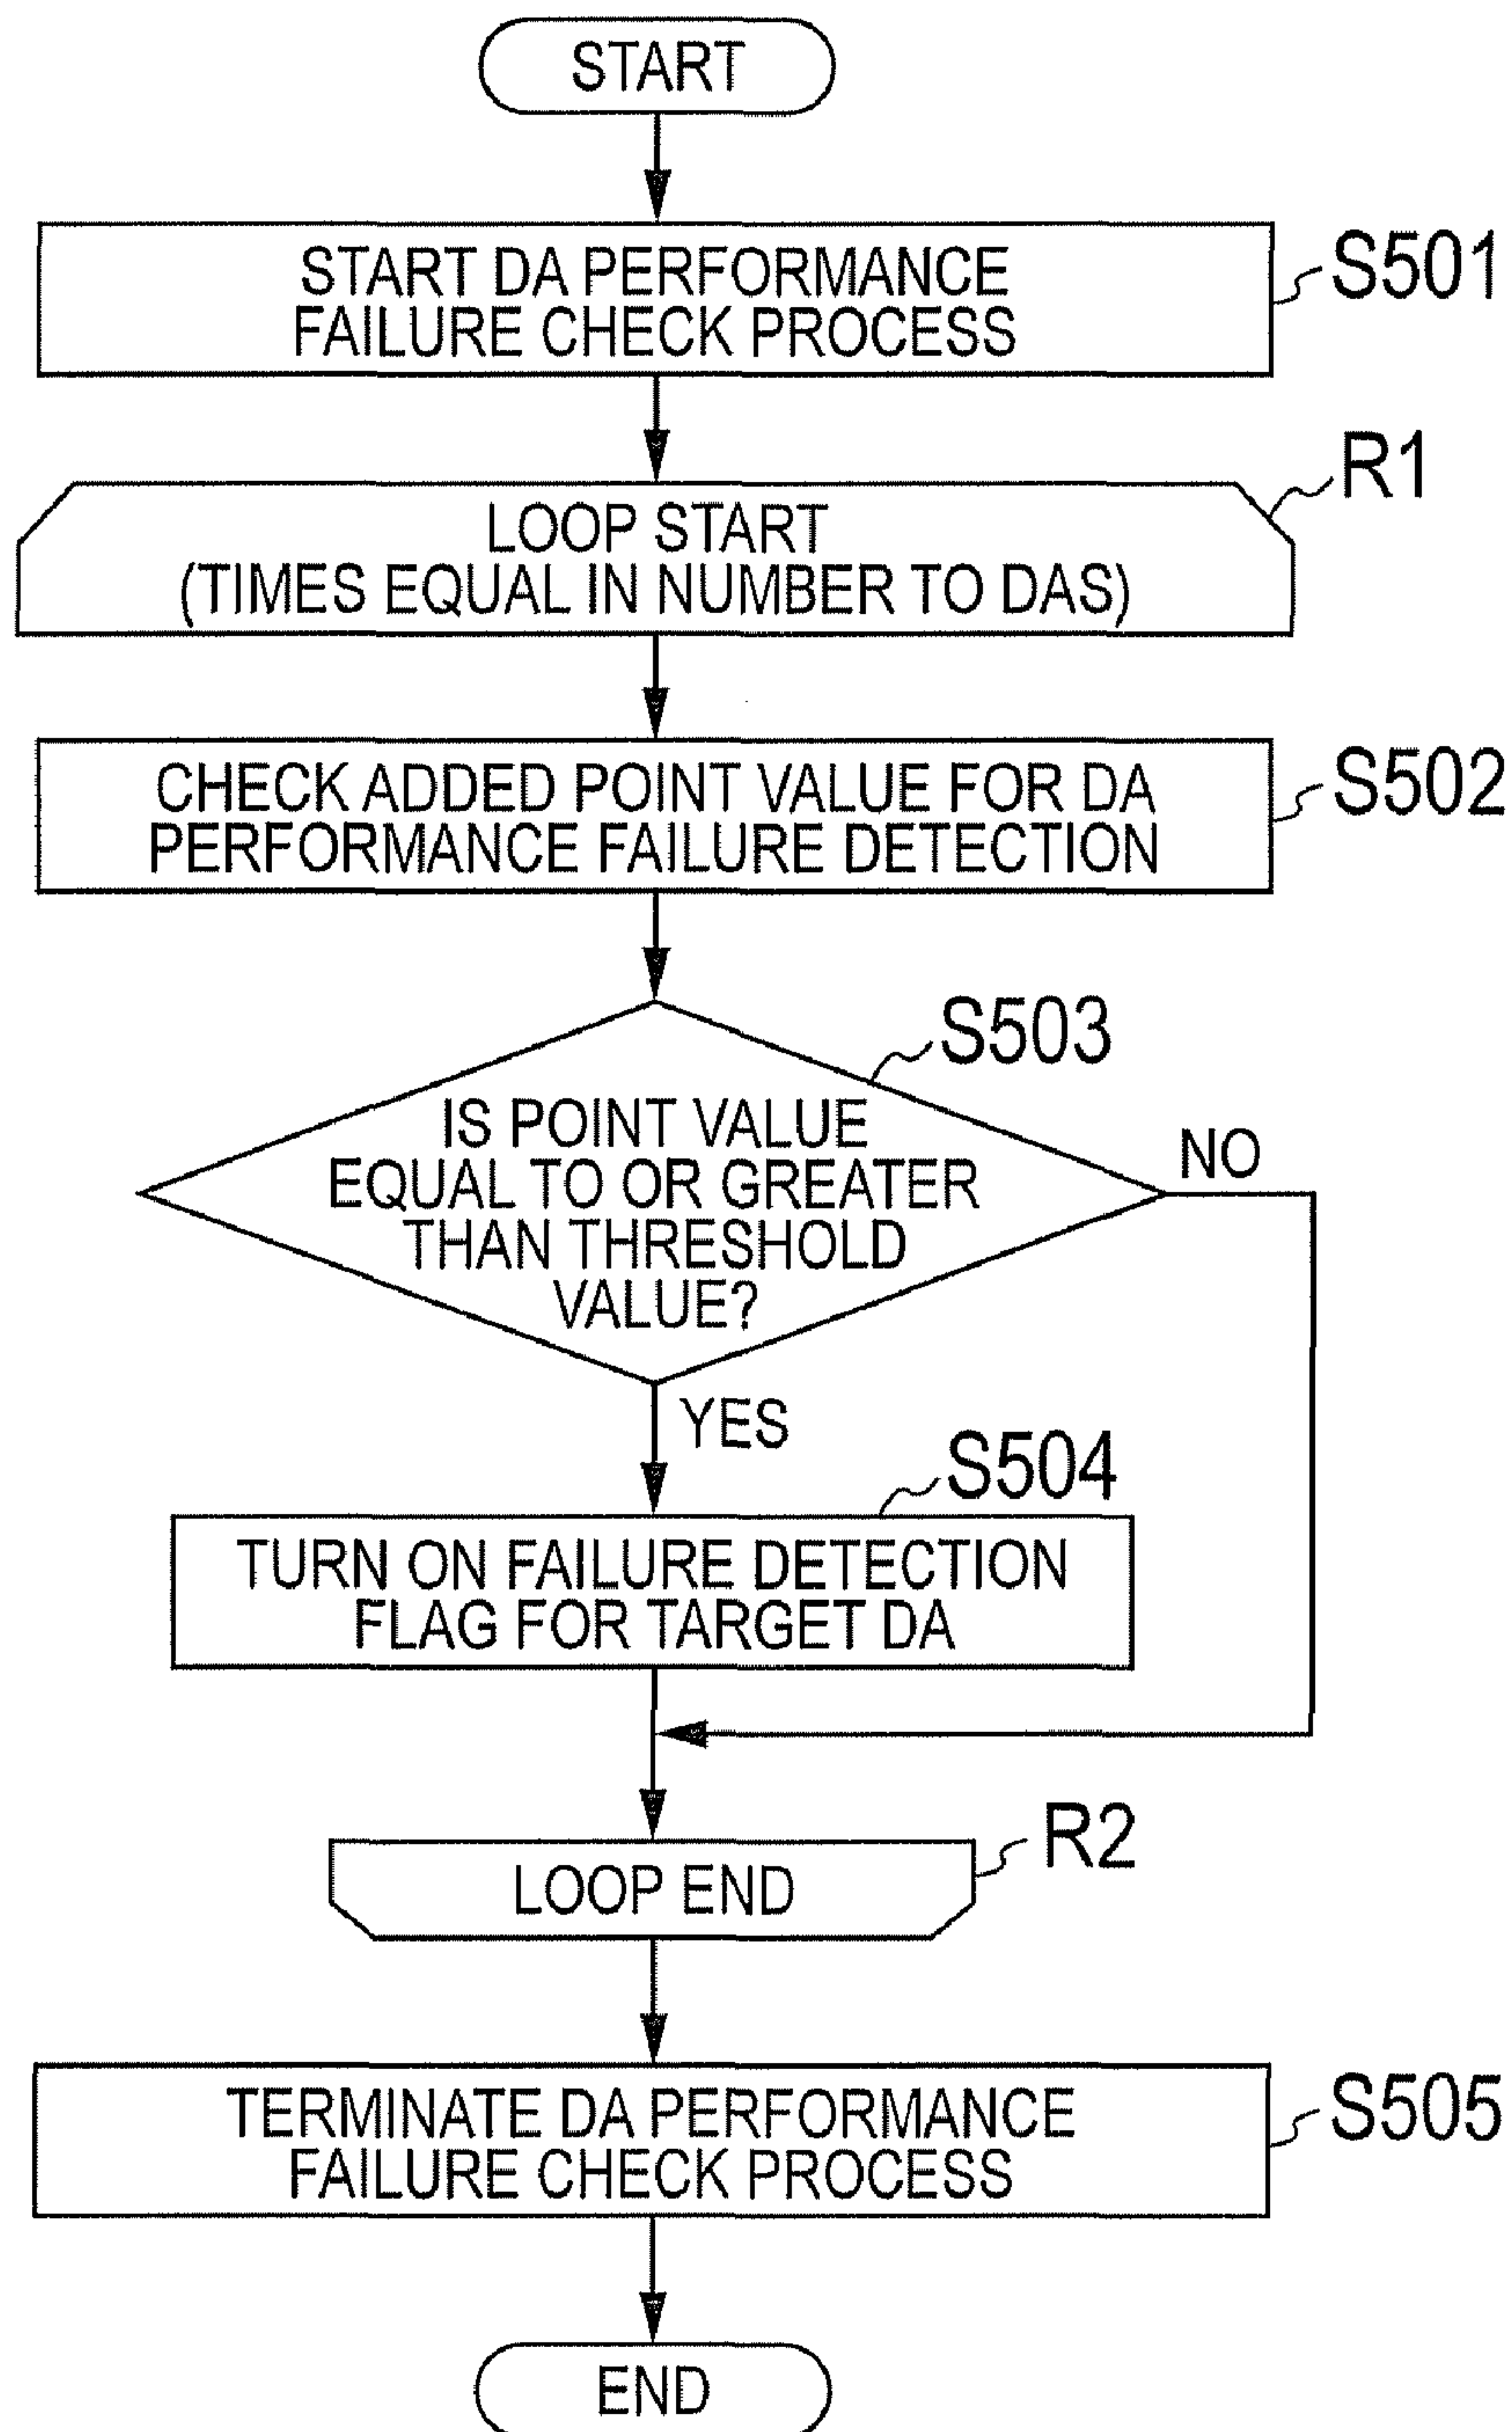 START
START DA PERFORMANCE
FAILURE CHECK PROCESS
S501
LOOP START
(TIMES EQUAL IN NUMBER TO DAS)
R1
CHECK ADDED POINT VALUE FOR DA
PERFORMANCE FAILURE DETECTION
S502
S503
IS POINT VALUE
EQUAL TO OR GREATER
THAN THRESHOLD
VALUE?
NO
YES
S504
TURN ON FAILURE DETECTION
FLAG FOR TARGET DA
LOOP END
R2
TERMINATE DA PERFORMANCE
FAILURE CHECK PROCESS
S505
END